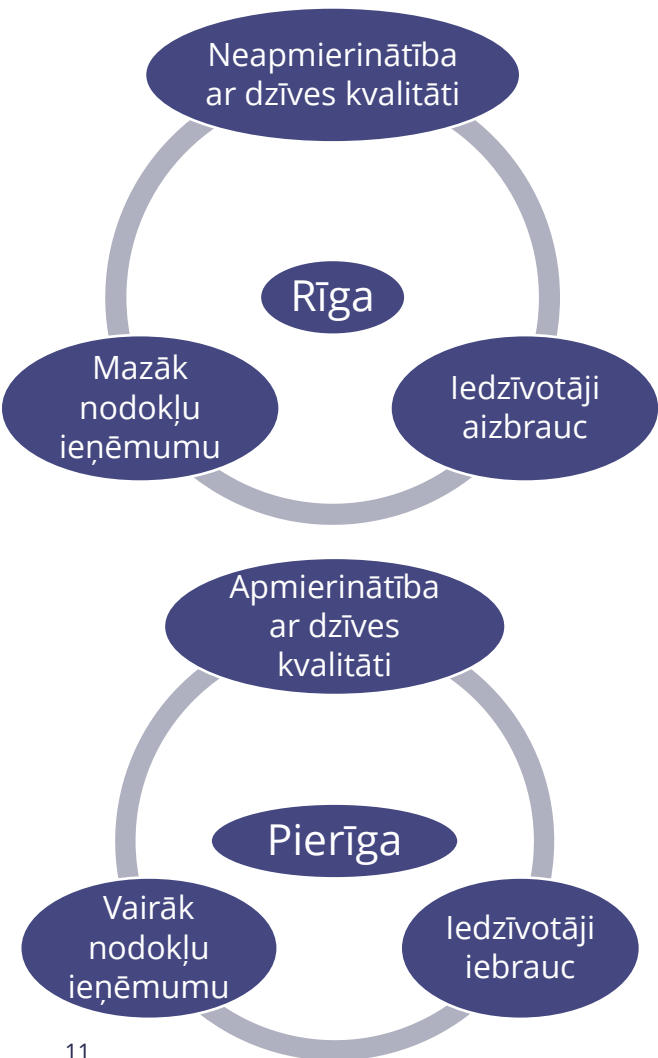 Neapmierinātība
ar dzīves kvalitāti
Rīga
Mazāk
nodokļu
ieņēmumu
Iedzīvotāji
aizbrauc
Apmierinātība
ar dzīves
kvalitāti
Pierīga
Vairāk
nodokļu
ieņēmumu
Iedzīvotāji
iebrauc
11